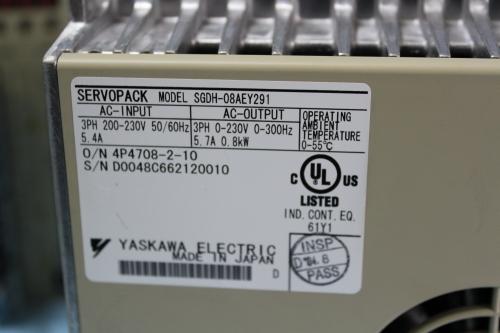 SERVOPACK MODEL SGDH-08AEY291
AC-INPUT AC-OUTPUT OPERATING AMBIENT TEMPERATURE 0-55℃
3PH 200-230V 50/60Hz 3PH 0-230V 0-300Hz
5.4A 5.7A 0.8kW
O/N 4P4708-2-10
S/N D0048C662120010
C UL US
LISTED
IND. CONT. EQ.
61Y1
YASKAWA ELECTRIC
MADE IN JAPAN
D
INSP
PASS